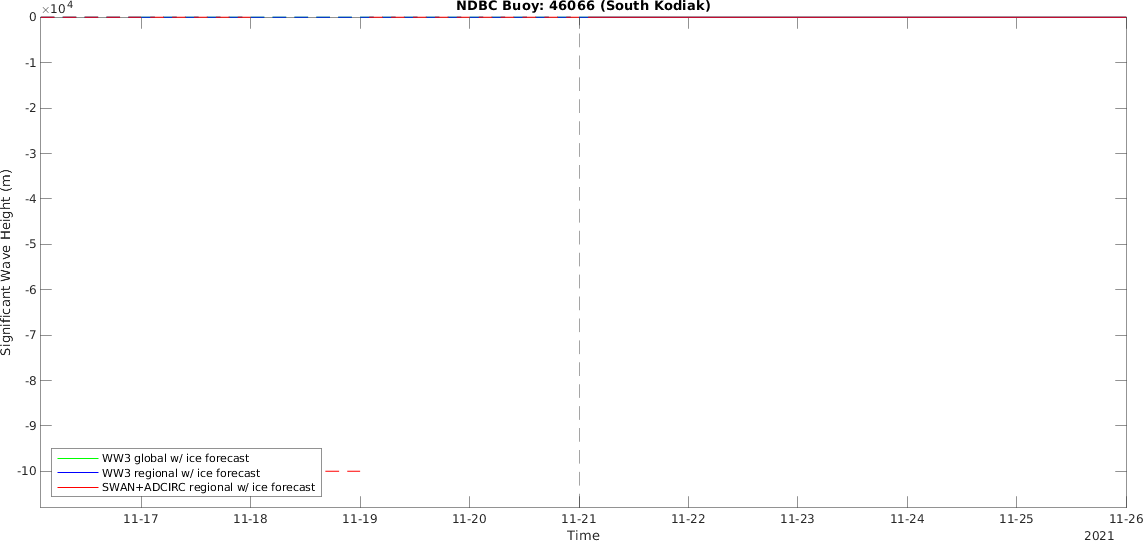 NDBC Buoy: 46066 (South Kodiak)
×10⁴
0
-1
-2
-3
-4
-5
-6
-7
-8
-9
-10
Significant Wave Height (m)
WW3 global w/ ice forecast
WW3 regional w/ ice forecast
SWAN+ADCIRC regional w/ ice forecast
11-17 11-18 11-19 11-20 11-21 11-22 11-23 11-24 11-25 11-26
Time
2021